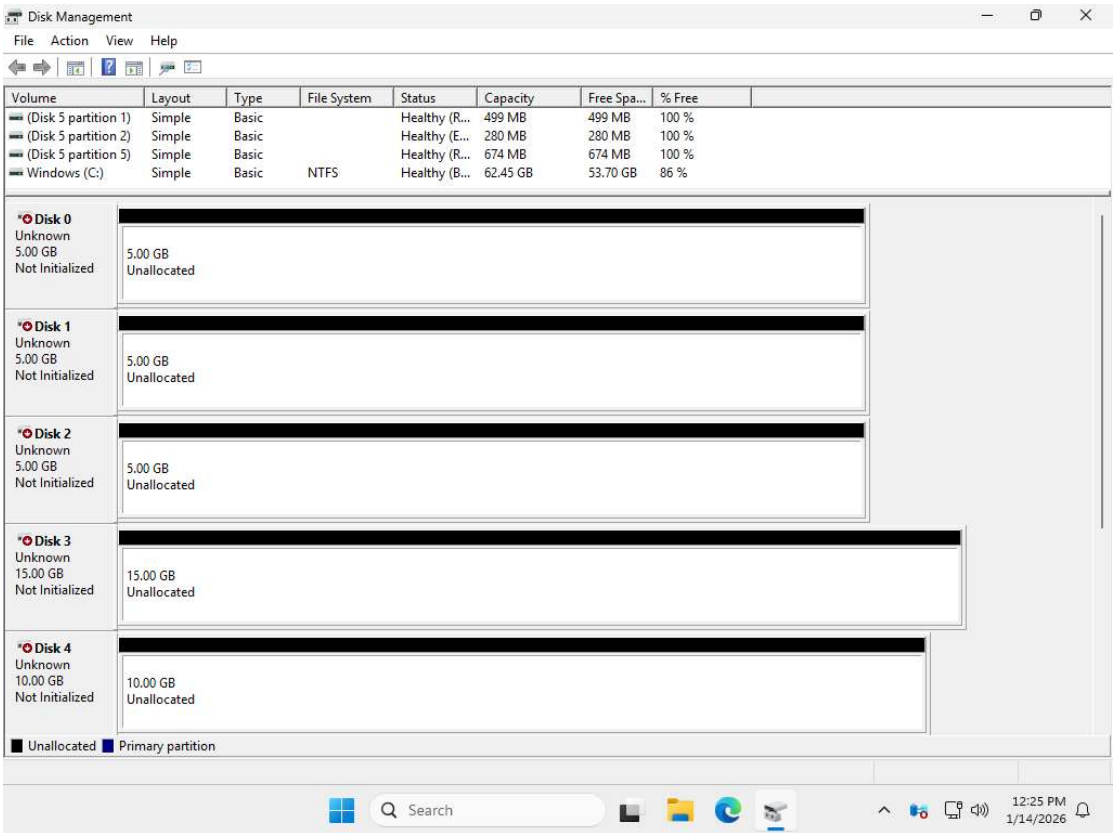 Disk Management
File Action View Help
Volume Layout Type File System Status Capacity Free Spa... % Free
(Disk 5 partition 1) Simple Basic Healthy (R... 499 MB 499 MB 100 %
(Disk 5 partition 2) Simple Basic Healthy (E... 280 MB 280 MB 100 %
(Disk 5 partition 5) Simple Basic Healthy (R... 674 MB 674 MB 100 %
Windows (C:) Simple Basic NTFS Healthy (B... 62.45 GB 53.70 GB 86 %
Disk 0
Unknown
5.00 GB
Not Initialized
5.00 GB
Unallocated
Disk 1
Unknown
5.00 GB
Not Initialized
5.00 GB
Unallocated
Disk 2
Unknown
5.00 GB
Not Initialized
5.00 GB
Unallocated
Disk 3
Unknown
15.00 GB
Not Initialized
15.00 GB
Unallocated
Disk 4
Unknown
10.00 GB
Not Initialized
10.00 GB
Unallocated
Unallocated Primary partition
Search
12:25 PM
1/14/2026